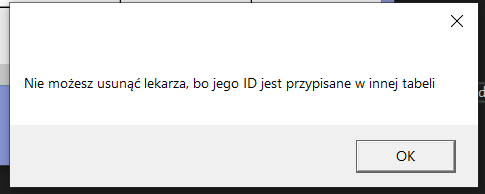 Nie możesz usunąć lekarza, bo jego ID jest przypisane w innej tabeli
OK